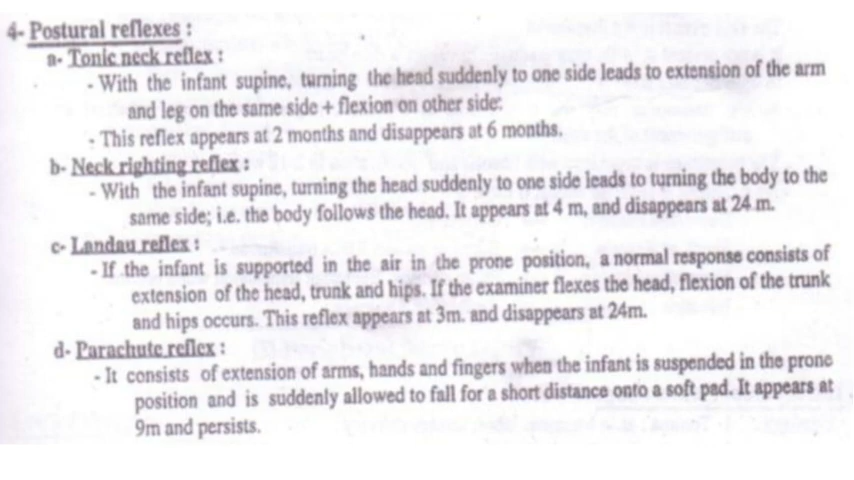 4- Postural reflexes :
a- Tonic neck reflex :
- With the infant supine, turning the head suddenly to one side leads to extension of the arm
and leg on the same side + flexion on other side:
- This reflex appears at 2 months and disappears at 6 months.
b- Neck righting reflex :
- With the infant supine, turning the head suddenly to one side leads to turning the body to the
same side; i.e. the body follows the head. It appears at 4 m, and disappears at 24 m.
c- Landau reflex :
- If the infant is supported in the air in the prone position, a normal response consists of
extension of the head, trunk and hips. If the examiner flexes the head, flexion of the trunk
and hips occurs. This reflex appears at 3m. and disappears at 24m.
d- Parachute reflex :
- It consists of extension of arms, hands and fingers when the infant is suspended in the prone
position and is suddenly allowed to fall for a short distance onto a soft pad. It appears at
9m and persists.